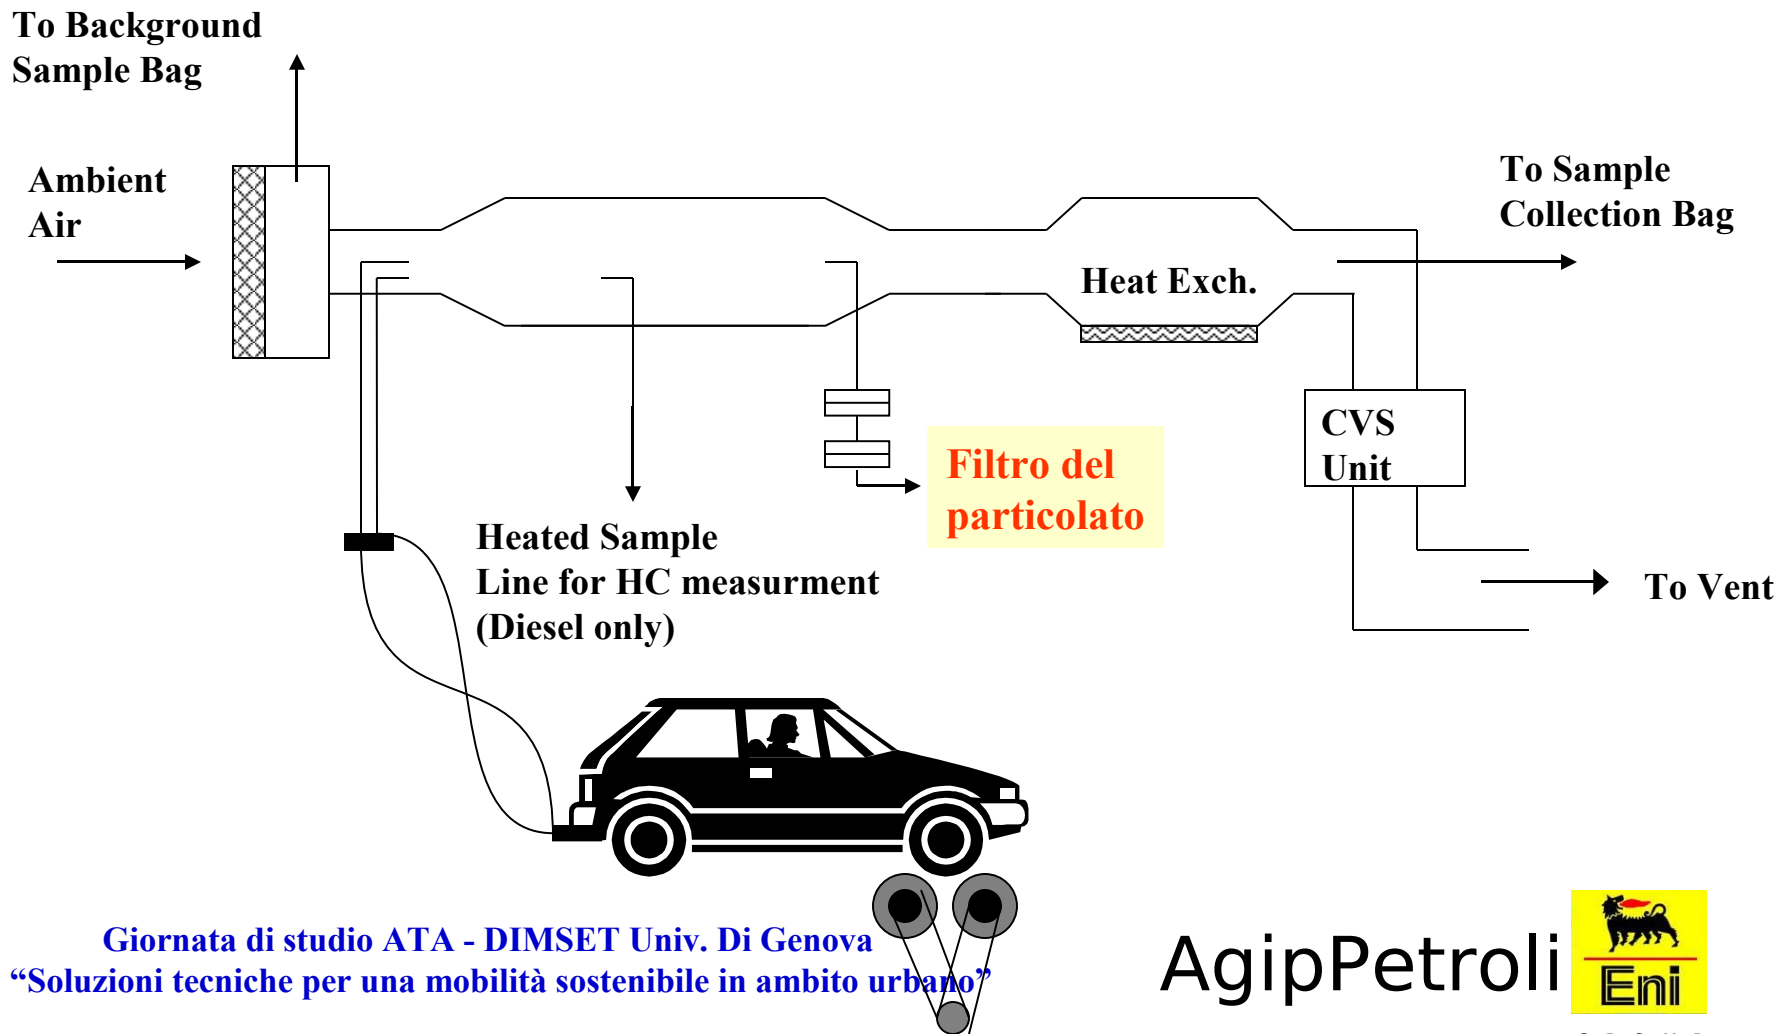 To Background
Sample Bag
Ambient
Air
To Sample
Collection Bag
Heat Exch.
CVS
Unit
Filtro del
particolato
Heated Sample
Line for HC measurment
(Diesel only)
To Vent
Giornata di studio ATA - DIMSET Univ. Di Genova
“Soluzioni tecniche per una mobilità sostenibile in ambito urbano”
AgipPetroli
Eni